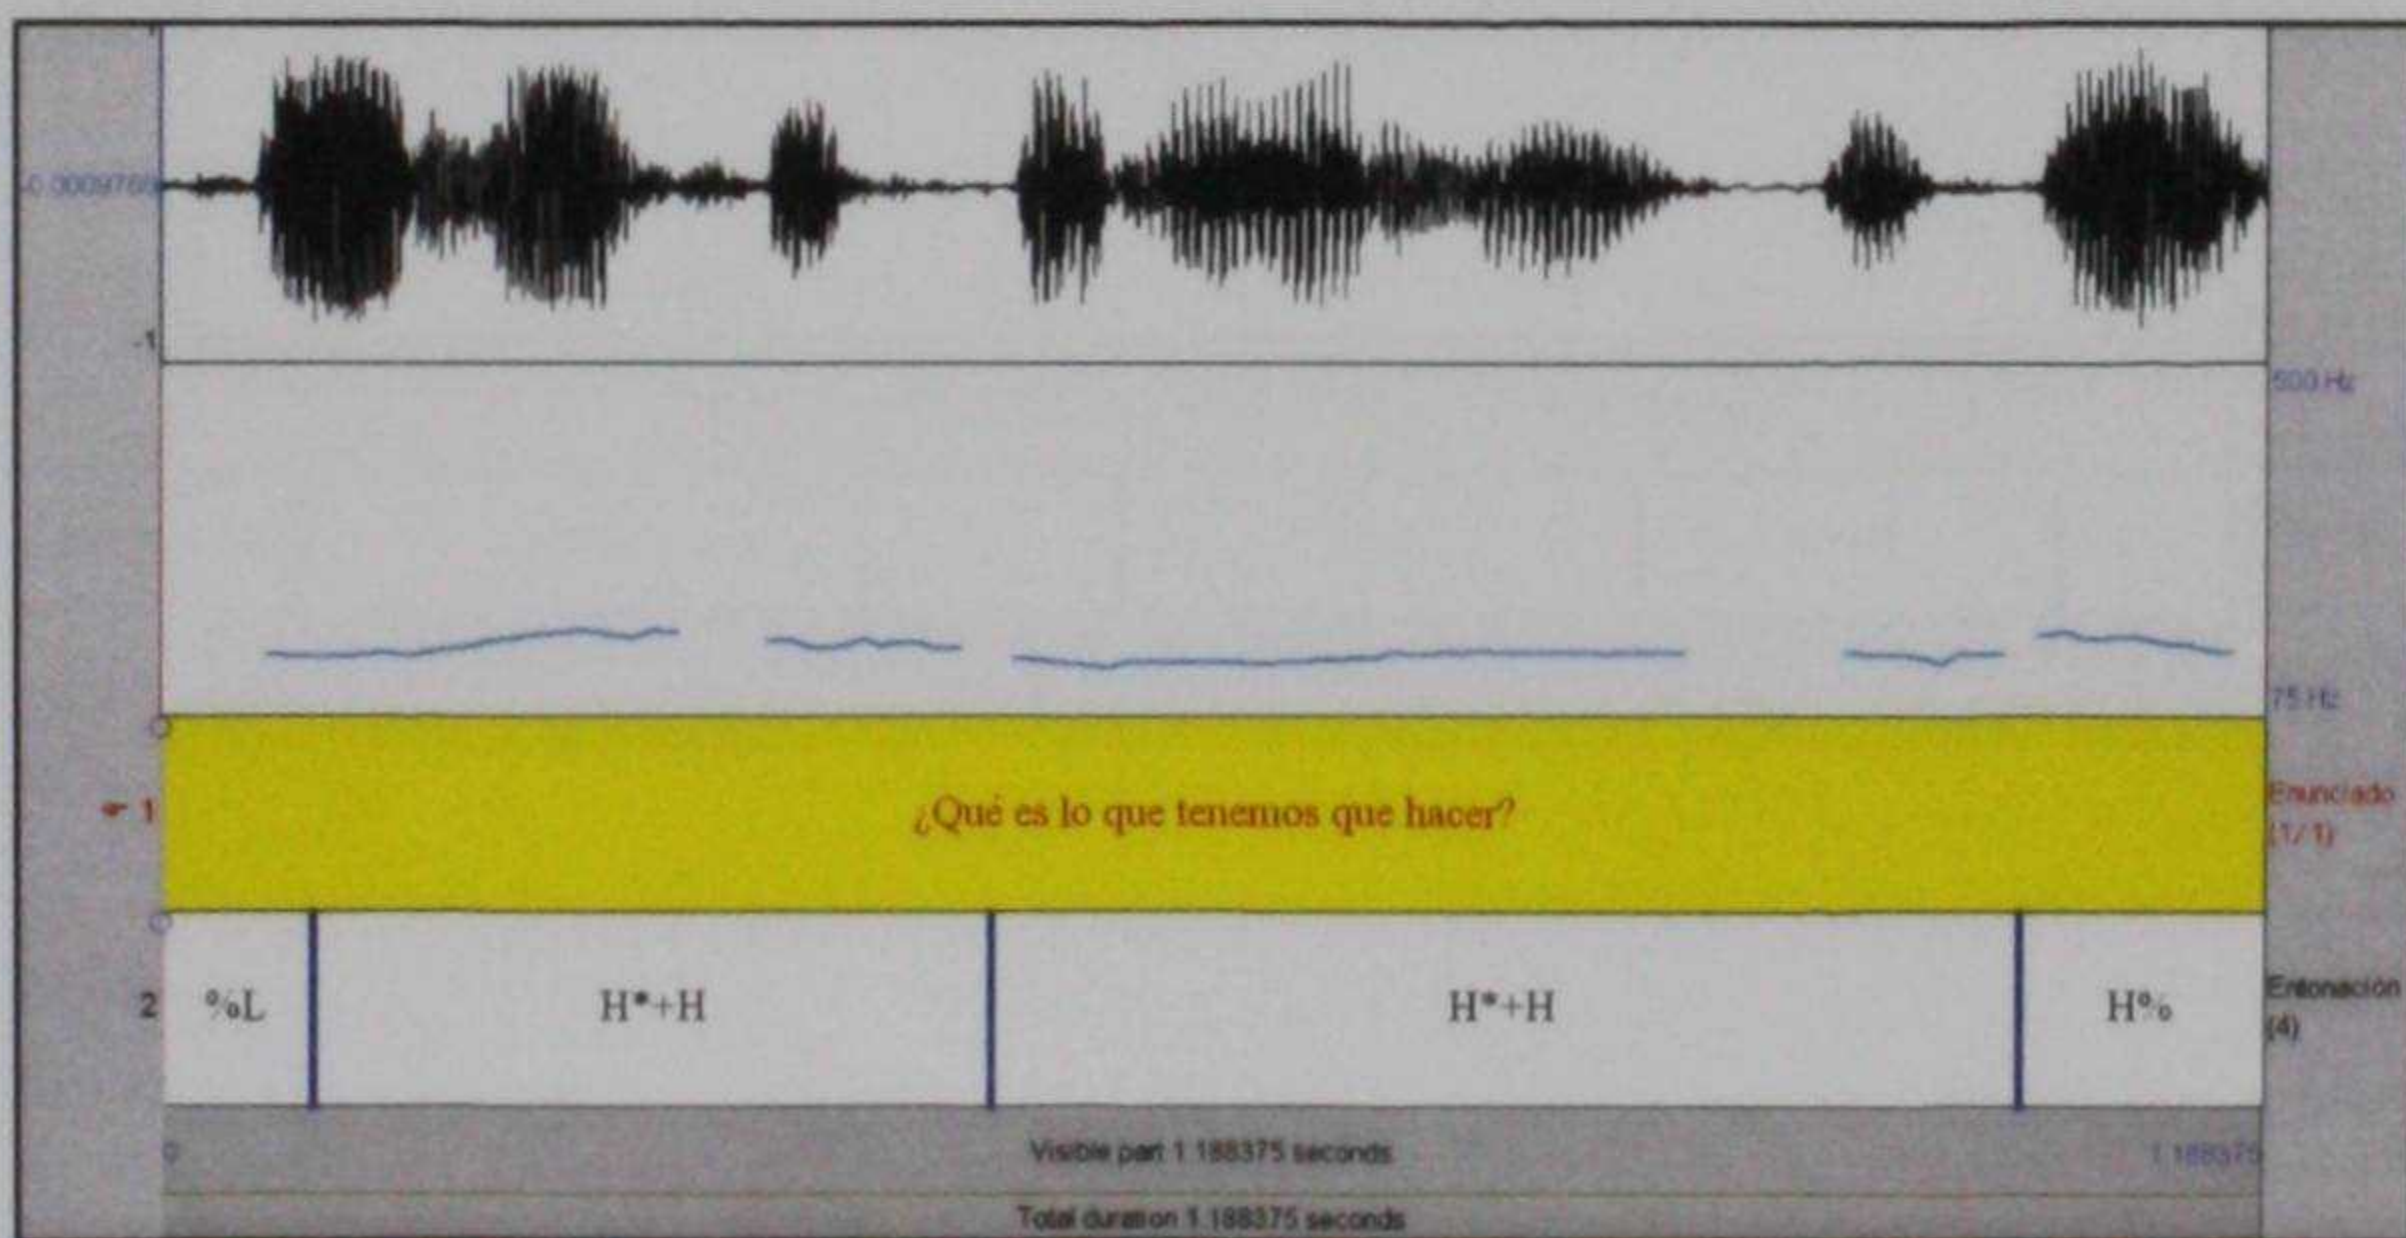 -1
500 Hz
75 Hz
1
¿Qué es lo que tenemos que hacer?
Enunciado
(1/1)
2
%L
H*+H
H*+H
H%
Entonación
(4)
0
Visible part 1.188375 seconds
1.188375
Total duration 1.188375 seconds